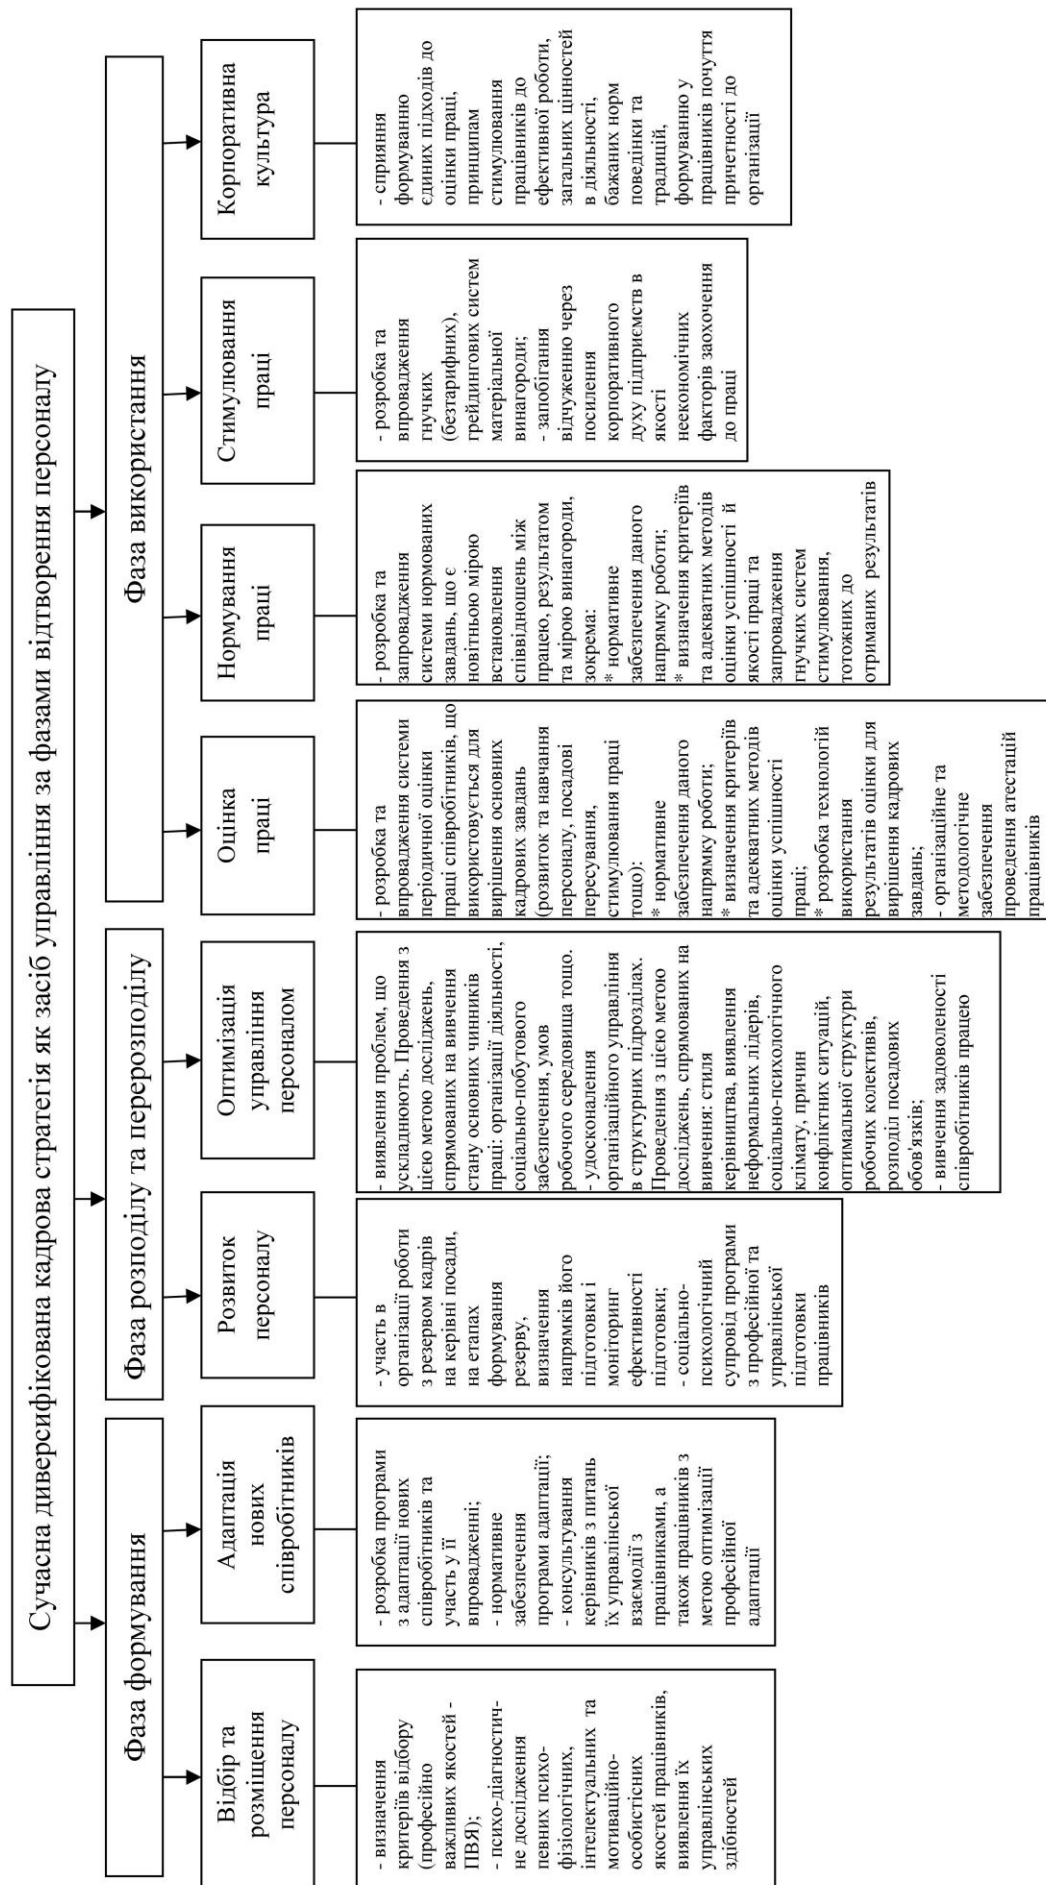 Сучасна диверсифікована кадрова стратегія як засіб управління за фазами відтворення персоналу
Фаза формування
Фаза розподілу та перерозподілу
Фаза використання
Відбір та
розміщення
персоналу
Адаптація
нових
співробітників
Розвиток
персоналу
Оптимізація
управління
персоналом
Оцінка
праці
Нормування
праці
Стимулювання
праці
Корпоративна
культура
- визначення
критеріїв відбору
(професійно
важливих якостей -
ПВЯ);
- психо-діагностич-
не дослідження
певних психо-
фізіологічних,
інтелектуальних та
мотиваційно-
особистісних
якостей працівників,
виявлення їх
управлінських
здібностей
- розробка програми
з адаптації нових
співробітників та
участь у її
впровадженні;
- нормативне
забезпечення
програми адаптації;
- консультування
керівників з питань
їх управлінської
взаємодії з
працівниками, а
також працівників з
метою оптимізації
професійної
адаптації
- участь в
організації роботи
з резервом кадрів
на керівні посади,
на етапах
формування
резерву,
визначення
напрямків його
підготовки і
моніторинг
ефективності
підготовки;
- соціально-
психологічний
супровід програми
з професійної та
управлінської
підготовки
працівників
- виявлення проблем, що
ускладнюють. Проведення з
цією метою досліджень,
спрямованих на вивчення
стану основних чинників
праці: організації діяльності,
соціально-побутового
забезпечення, умов
робочого середовища тощо.
- удосконалення
організаційного управління
в структурних підрозділах.
Проведення з цією метою
досліджень, спрямованих на
вивчення: стиля
керівництва, виявлення
неформальних лідерів,
соціально-психологічного
клімату, причин
конфліктних ситуацій,
оптимальної структури
робочих колективів,
розподіл посадових
обов'язків;
- вивчення задоволеності
співробітників працею
- розробка та
впровадження системи
періодичної оцінки
праці співробітників, що
використовується для
вирішення основних
кадрових завдань
(розвиток та навчання
персоналу, посадові
пересування,
стимулювання праці
тощо):
* нормативне
забезпечення даного
напрямку роботи;
* визначення критеріїв
та адекватних методів
оцінки успішності
праці;
* розробка технологій
використання
результатів оцінки для
вирішення кадрових
завдань;
- організаційне та
методологічне
забезпечення
проведення атестацій
працівників
- розробка та
запровадження
системи нормованих
завдань, що є
новітньою мірою
встановлення
співвідношень між
працею, результатом
та мірою винагороди,
зокрема:
* нормативне
забезпечення даного
напрямку роботи;
* визначення критеріїв
та адекватних методів
оцінки успішності й
якості праці та
запровадження
гнучких систем
стимулювання,
тотожних до
отриманих результатів
- розробка та
впровадження
гнучких
(безтарифних),
грейдингових систем
матеріальної
винагороди;
- запобігання
відчуженню через
посилення
корпоративного
духу підприємств в
якості
неекономічних
факторів заохочення
до праці
- сприяння
формуванню
єдиних підходів до
оцінки праці,
принципам
стимулювання
працівників до
ефективної роботи,
загальних цінностей
в діяльності,
бажаних норм
поведінки та
традицій,
формуванню у
працівників почуття
причетності до
організації